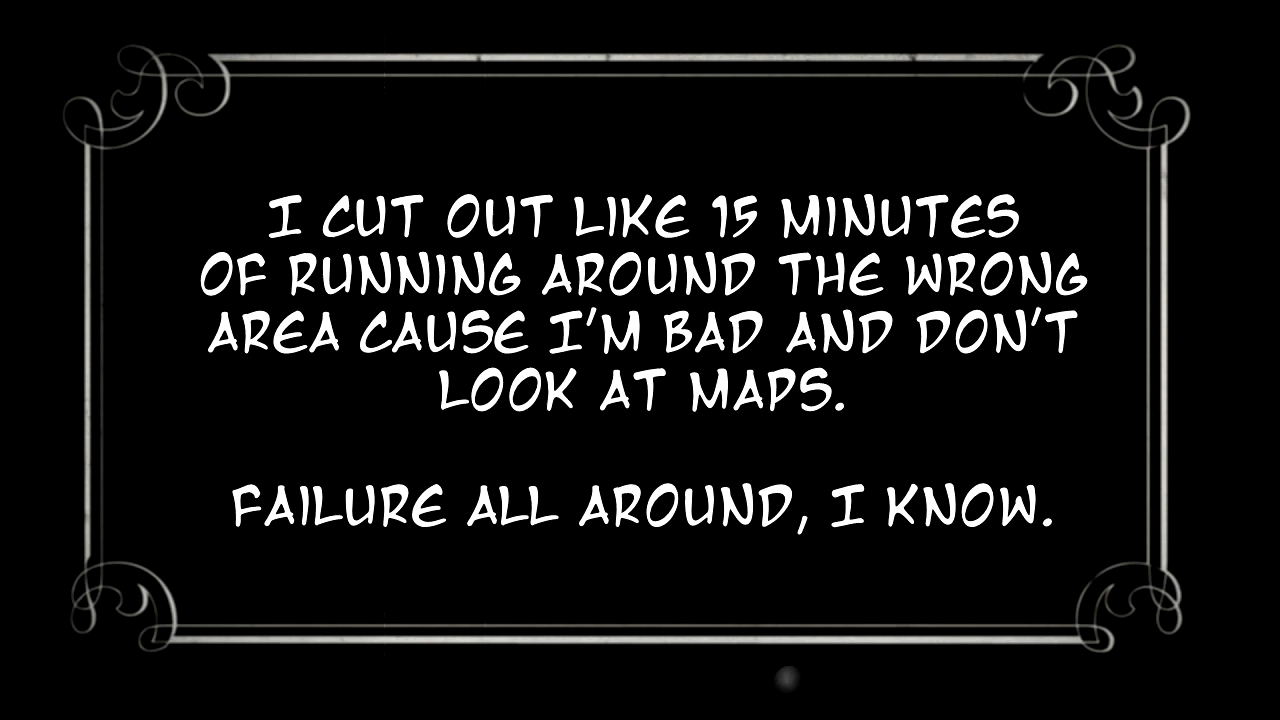 I CUT OUT LIKE 15 MINUTES
OF RUNNING AROUND THE WRONG
AREA CAUSE I'M BAD AND DON'T
LOOK AT MAPS.
FAILURE ALL AROUND, I KNOW.